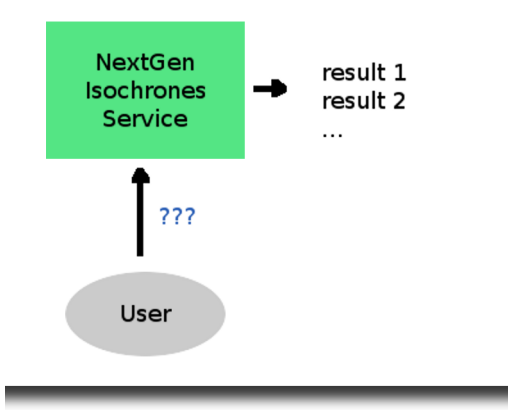 NextGen
Isochrones
Service
result 1
result 2
...
???
User